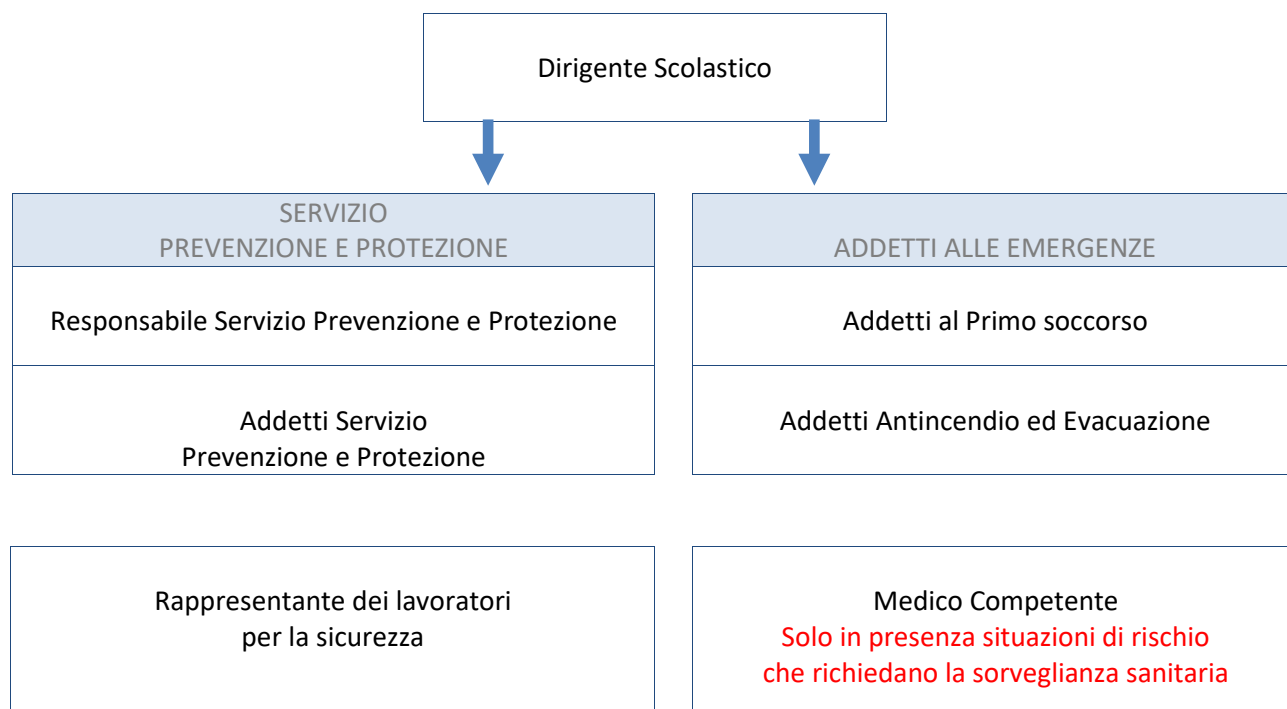 Dirigente Scolastico
SERVIZIO
PREVENZIONE E PROTEZIONE
Responsabile Servizio Prevenzione e Protezione
Addetti Servizio
Prevenzione e Protezione
ADDETTI ALLE EMERGENZE
Addetti al Primo soccorso
Addetti Antincendio ed Evacuazione
Rappresentante dei lavoratori
per la sicurezza
Medico Competente
Solo in presenza situazioni di rischio
che richiedano la sorveglianza sanitaria